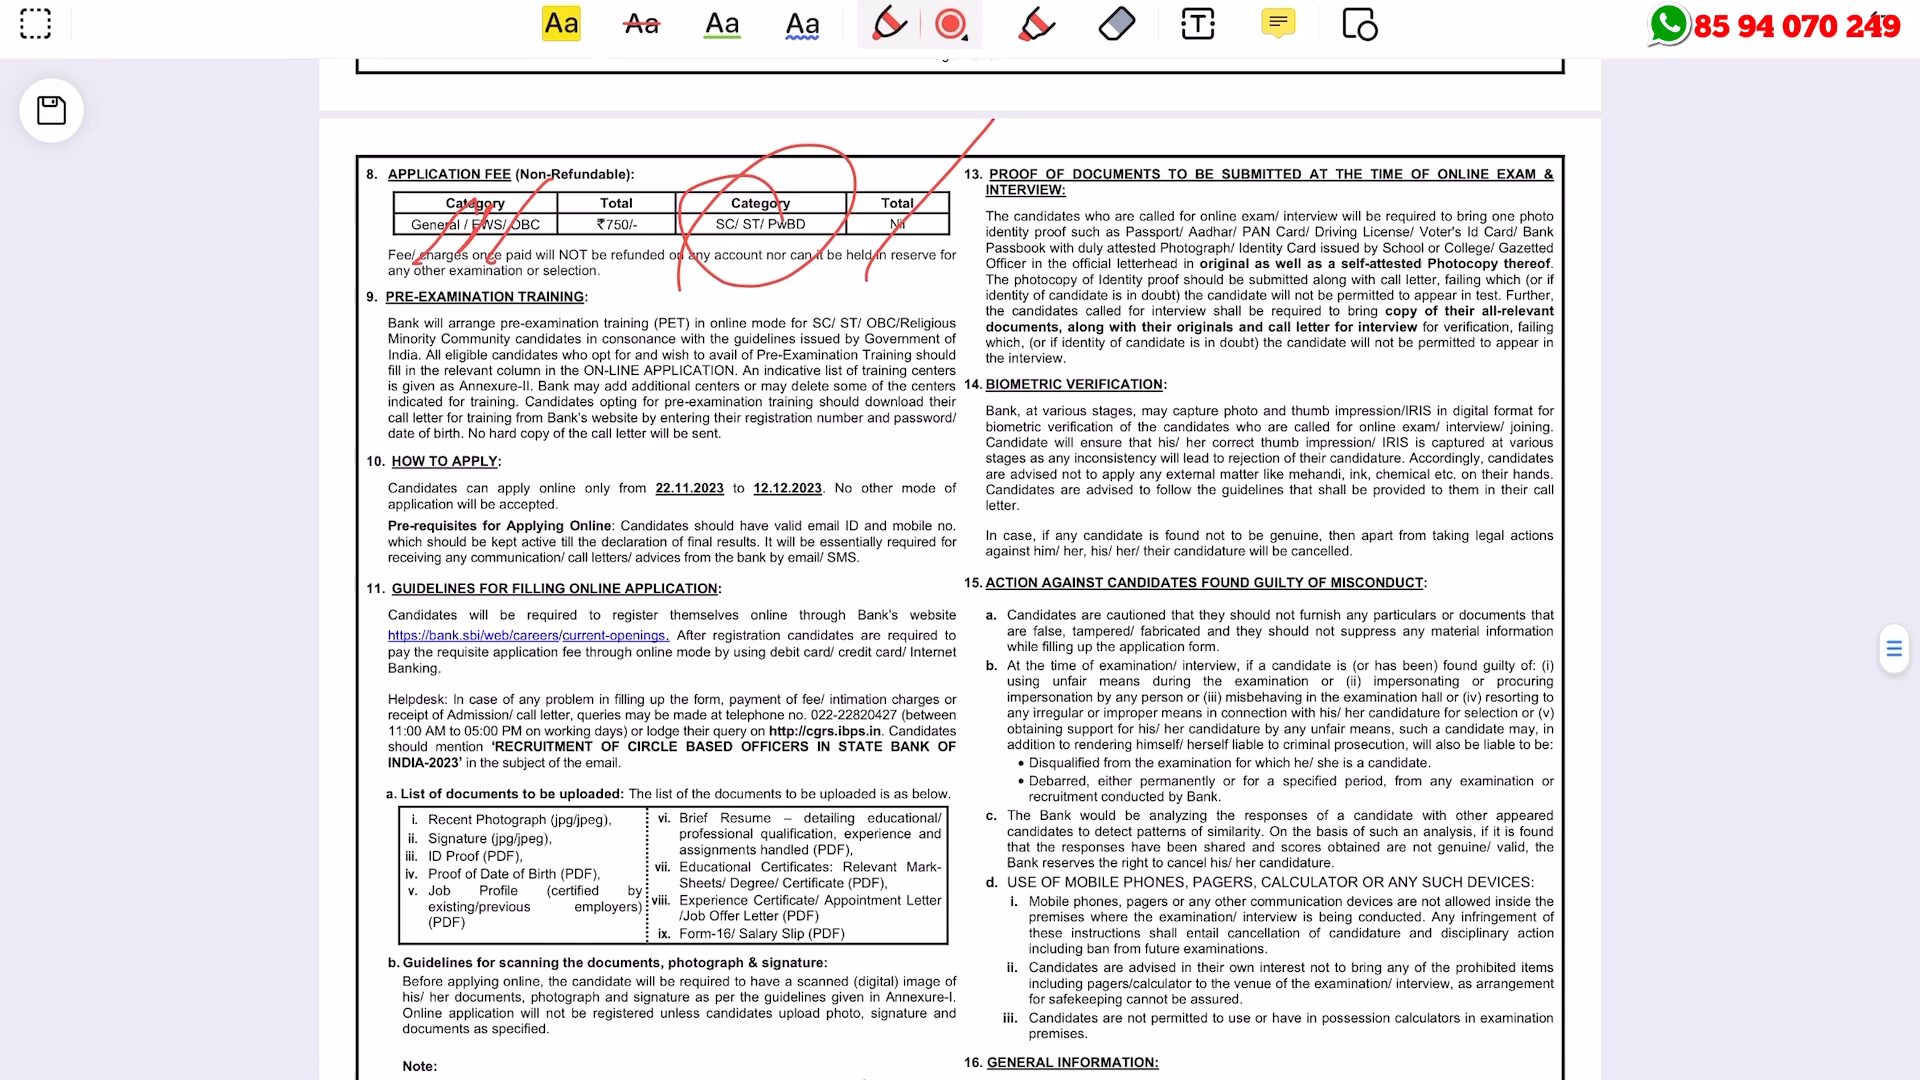 Aa Aa Aa Aa
85 94 070 249
8. APPLICATION FEE (Non-Refundable):
Category Total Category Total
General / EWS/ OBC ₹750/- SC/ ST/ PwBD Nil
Fee/ charges once paid will NOT be refunded on any account nor can it be held in reserve for
any other examination or selection.
9. PRE-EXAMINATION TRAINING:
Bank will arrange pre-examination training (PET) in online mode for SC/ ST/ OBC/Religious
Minority Community candidates in consonance with the guidelines issued by Government of
India. All eligible candidates who opt for and wish to avail of Pre-Examination Training should
fill in the relevant column in the ON-LINE APPLICATION. An indicative list of training centers
is given as Annexure-II. Bank may add additional centers or may delete some of the centers
indicated for training. Candidates opting for pre-examination training should download their
call letter for training from Bank's website by entering their registration number and password/
date of birth. No hard copy of the call letter will be sent.
10. HOW TO APPLY:
Candidates can apply online only from 22.11.2023 to 12.12.2023. No other mode of
application will be accepted.
Pre-requisites for Applying Online: Candidates should have valid email ID and mobile no.
which should be kept active till the declaration of final results. It will be essentially required for
receiving any communication/ call letters/ advices from the bank by email/ SMS.
11. GUIDELINES FOR FILLING ONLINE APPLICATION:
Candidates will be required to register themselves online through Bank's website
https://bank.sbi/web/careers/current-openings. After registration candidates are required to
pay the requisite application fee through online mode by using debit card/ credit card/ Internet
Banking.
Helpdesk: In case of any problem in filling up the form, payment of fee/ intimation charges or
receipt of Admission/ call letter, queries may be made at telephone no. 022-22820427 (between
11:00 AM to 05:00 PM on working days) or lodge their query on http://cgrs.ibps.in. Candidates
should mention 'RECRUITMENT OF CIRCLE BASED OFFICERS IN STATE BANK OF
INDIA-2023' in the subject of the email.
a. List of documents to be uploaded: The list of the documents to be uploaded is as below.
i. Recent Photograph (jpg/jpeg),
ii. Signature (jpg/jpeg),
iii. ID Proof (PDF),
iv. Proof of Date of Birth (PDF),
v. Job Profile (certified by
existing/previous employers)
(PDF)
vi. Brief Resume – detailing educational/
professional qualification, experience and
assignments handled (PDF),
vii. Educational Certificates: Relevant Mark-
Sheets/ Degree/ Certificate (PDF),
viii. Experience Certificate/ Appointment Letter
/Job Offer Letter (PDF)
ix. Form-16/ Salary Slip (PDF)
b. Guidelines for scanning the documents, photograph & signature:
Before applying online, the candidate will be required to have a scanned (digital) image of
his/ her documents, photograph and signature as per the guidelines given in Annexure-I.
Online application will not be registered unless candidates upload photo, signature and
documents as specified.
Note:
13. PROOF OF DOCUMENTS TO BE SUBMITTED AT THE TIME OF ONLINE EXAM &
INTERVIEW:
The candidates who are called for online exam/ interview will be required to bring one photo
identity proof such as Passport/ Aadhar/ PAN Card/ Driving License/ Voter's Id Card/ Bank
Passbook with duly attested Photograph/ Identity Card issued by School or College/ Gazetted
Officer in the official letterhead in original as well as a self-attested Photocopy thereof.
The photocopy of Identity proof should be submitted along with call letter, failing which (or if
identity of candidate is in doubt) the candidate will not be permitted to appear in test. Further,
the candidates called for interview shall be required to bring copy of their all-relevant
documents, along with their originals and call letter for interview for verification, failing
which, (or if identity of candidate is in doubt) the candidate will not be permitted to appear in
the interview.
14. BIOMETRIC VERIFICATION:
Bank, at various stages, may capture photo and thumb impression/IRIS in digital format for
biometric verification of the candidates who are called for online exam/ interview/ joining.
Candidate will ensure that his/ her correct thumb impression/ IRIS is captured at various
stages as any inconsistency will lead to rejection of their candidature. Accordingly, candidates
are advised not to apply any external matter like mehandi, ink, chemical etc. on their hands.
Candidates are advised to follow the guidelines that shall be provided to them in their call
letter.
In case, if any candidate is found not to be genuine, then apart from taking legal actions
against him/ her, his/ her/ their candidature will be cancelled.
15. ACTION AGAINST CANDIDATES FOUND GUILTY OF MISCONDUCT:
a. Candidates are cautioned that they should not furnish any particulars or documents that
are false, tampered/ fabricated and they should not suppress any material information
while filling up the application form.
b. At the time of examination/ interview, if a candidate is (or has been) found guilty of: (i)
using unfair means during the examination or (ii) impersonating or procuring
impersonation by any person or (iii) misbehaving in the examination hall or (iv) resorting to
any irregular or improper means in connection with his/ her candidature for selection or (v)
obtaining support for his/ her candidature by any unfair means, such a candidate may, in
addition to rendering himself/ herself liable to criminal prosecution, will also be liable to be:
• Disqualified from the examination for which he/ she is a candidate.
• Debarred, either permanently or for a specified period, from any examination or
recruitment conducted by Bank.
c. The Bank would be analyzing the responses of a candidate with other appeared
candidates to detect patterns of similarity. On the basis of such an analysis, if it is found
that the responses have been shared and scores obtained are not genuine/ valid, the
Bank reserves the right to cancel his/ her candidature.
d. USE OF MOBILE PHONES, PAGERS, CALCULATOR OR ANY SUCH DEVICES:
i. Mobile phones, pagers or any other communication devices are not allowed inside the
premises where the examination/ interview is being conducted. Any infringement of
these instructions shall entail cancellation of candidature and disciplinary action
including ban from future examinations.
ii. Candidates are advised in their own interest not to bring any of the prohibited items
including pagers/calculator to the venue of the examination/ interview, as arrangement
for safekeeping cannot be assured.
iii. Candidates are not permitted to use or have in possession calculators in examination
premises.
16. GENERAL INFORMATION: